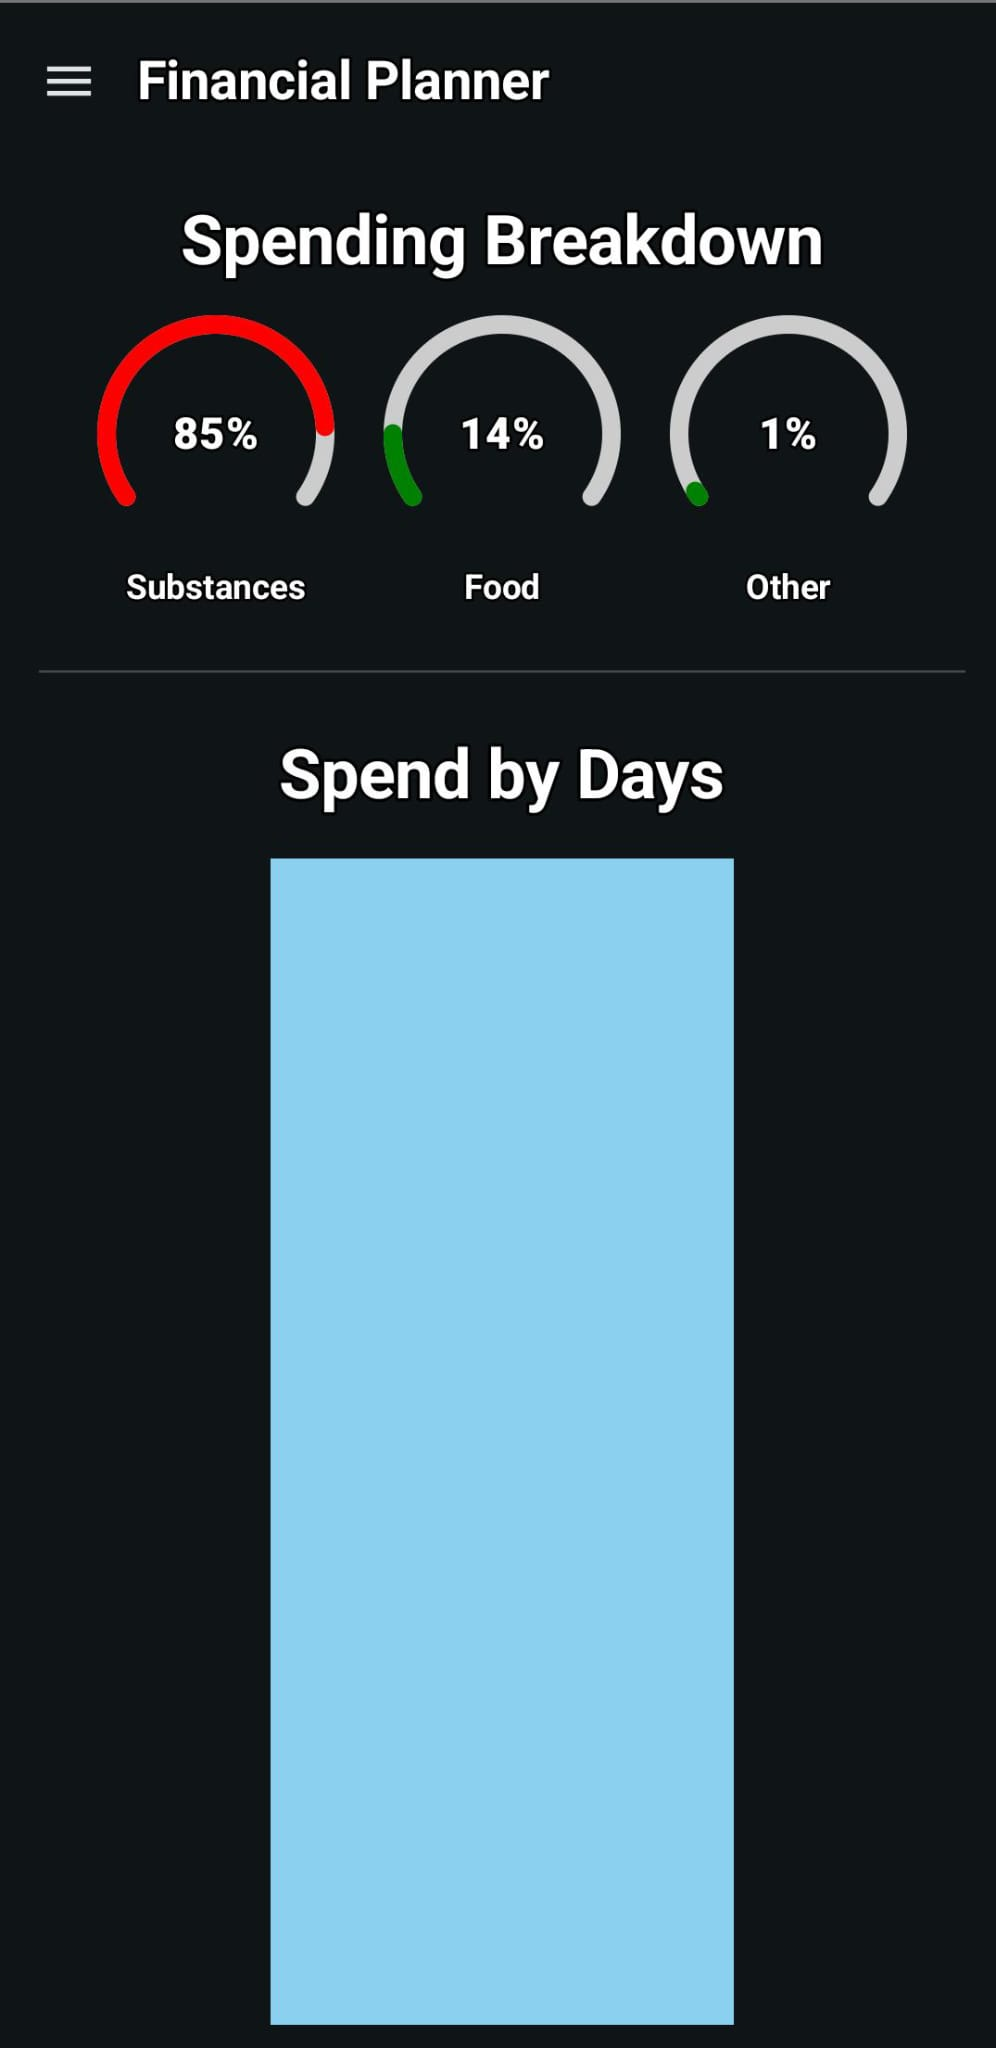 Financial Planner
Spending Breakdown
85% 14% 1%
Substances Food Other
Spend by Days